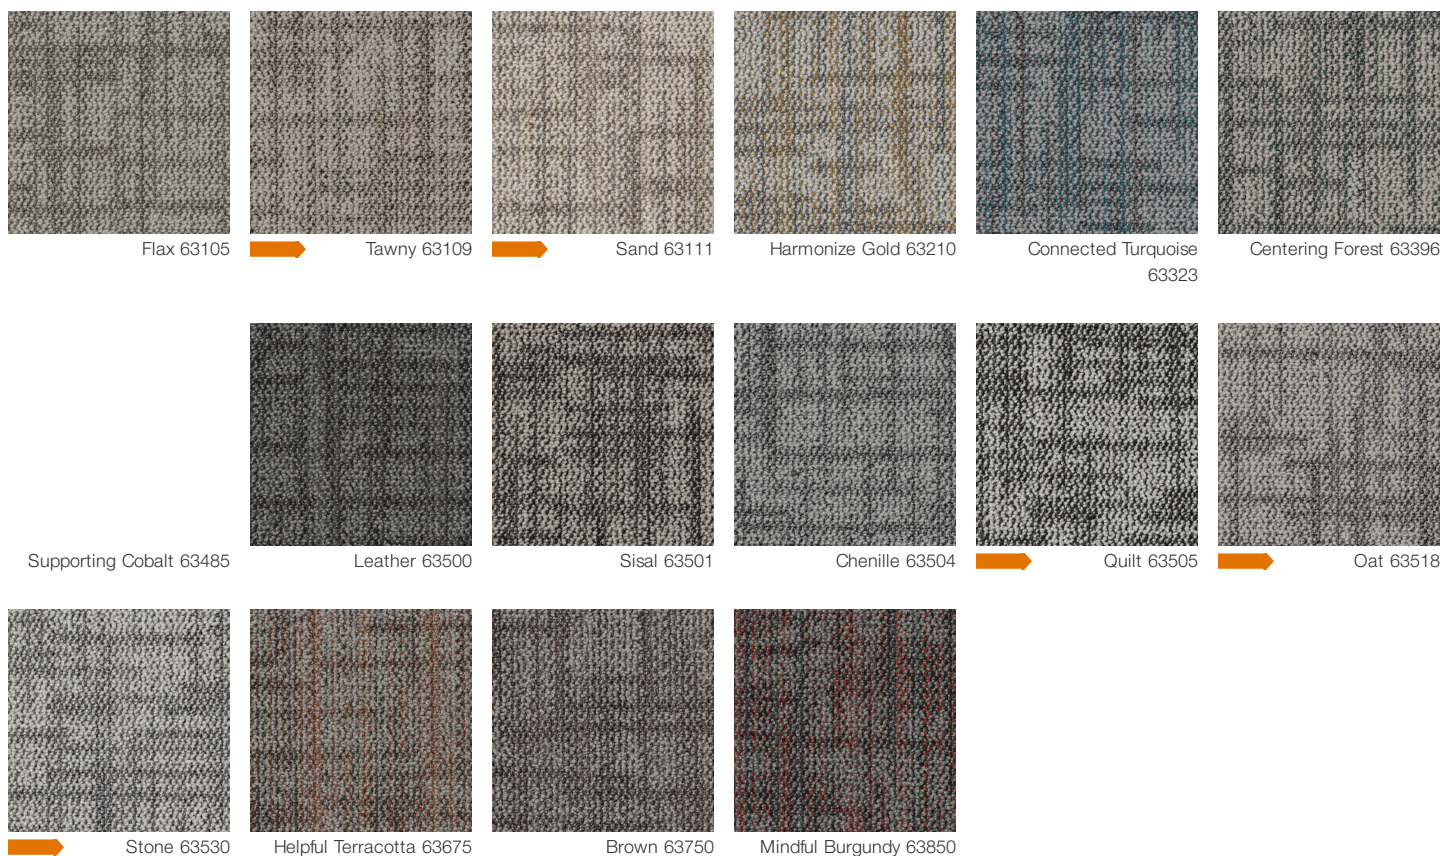 Flax 63105
Tawny 63109
Sand 63111
Harmonize Gold 63210
Connected Turquoise
63323
Centering Forest 63396
Supporting Cobalt 63485
Leather 63500
Sisal 63501
Chenille 63504
Quilt 63505
Oat 63518
Stone 63530
Helpful Terracotta 63675
Brown 63750
Mindful Burgundy 63850